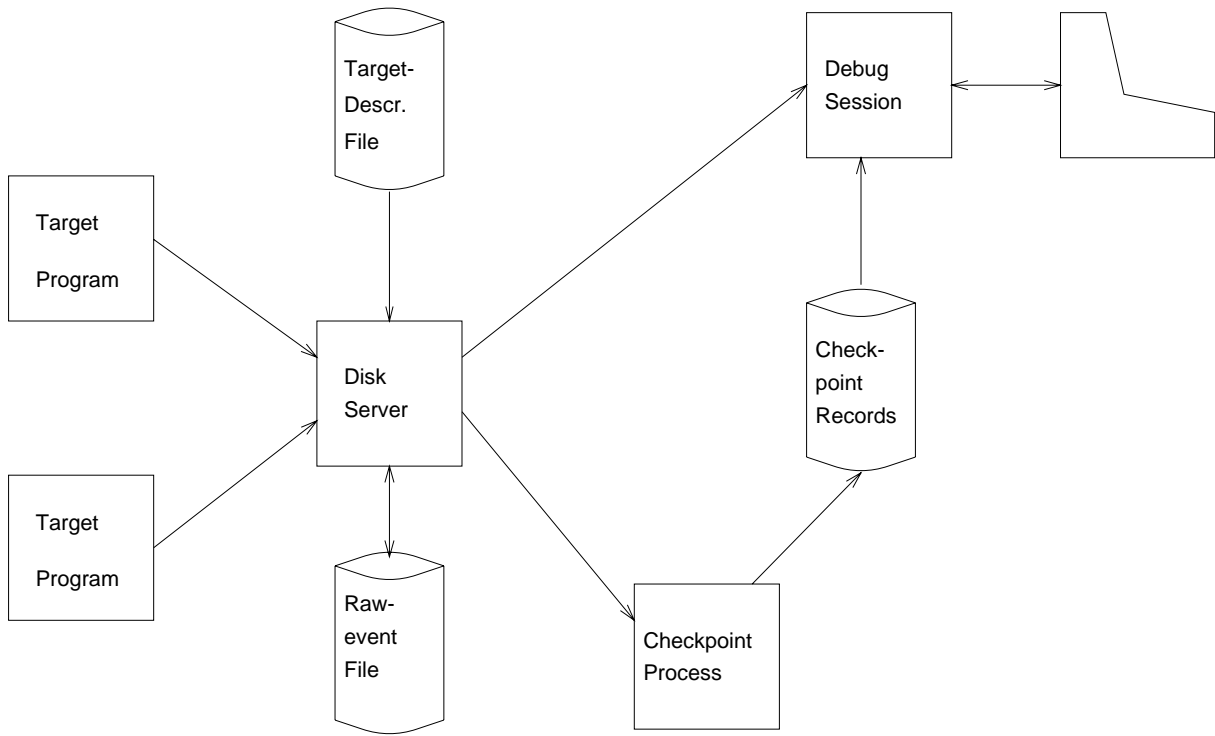 Target-
Descr.
File
Debug
Session
Target
Program
Disk
Server
Check-
point
Records
Target
Program
Raw-
event
File
Checkpoint
Process